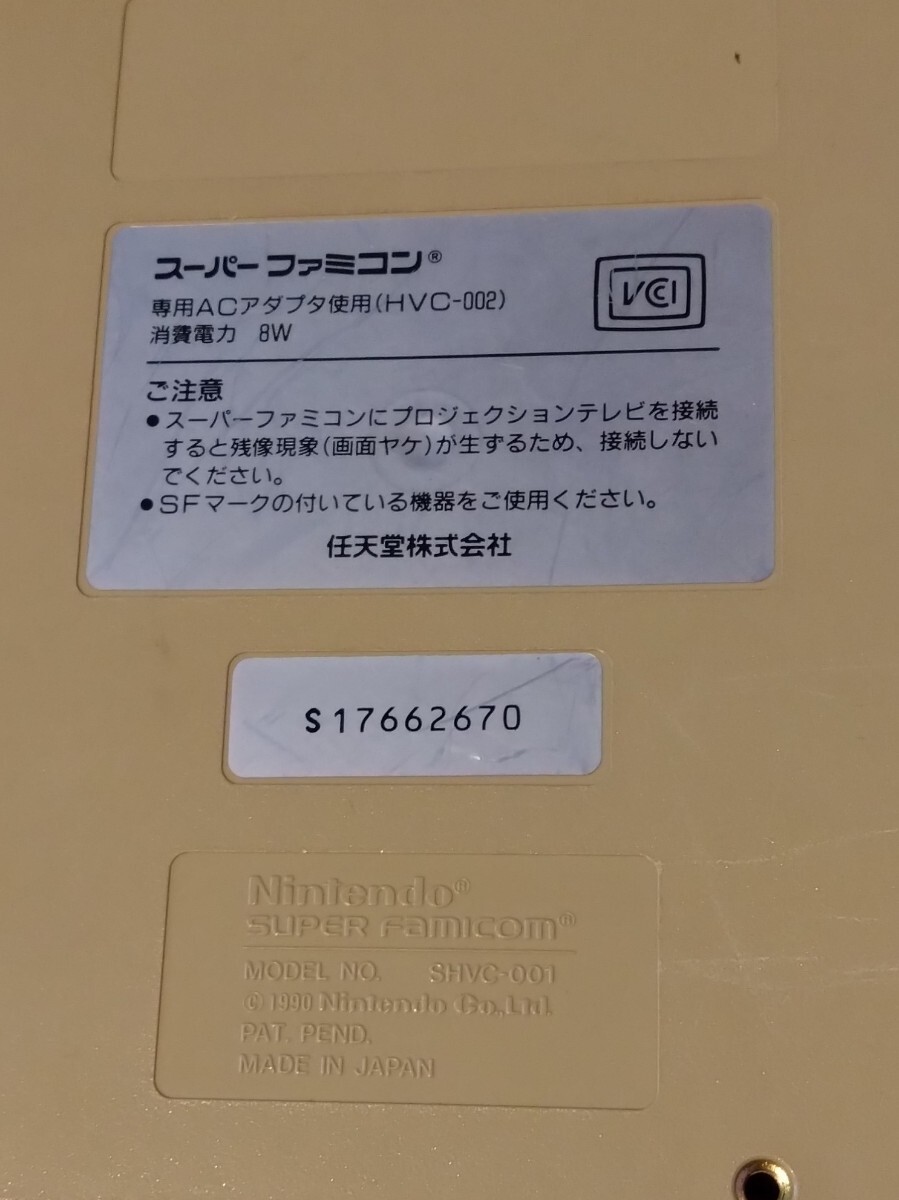 スーパーファミコン®
専用ACアダプタ使用(HVC-002)
消費電力 8W
VCCI
ご注意
●スーパーファミコンにプロジェクションテレビを接続
すると残像現象(画面ヤケ)が生ずるため、接続しない
でください。
●SFマークの付いている機器をご使用ください。
任天堂株式会社
S17662670
Nintendo®
SUPER FAMICOM®
MODEL NO. SHVC-001
© 1990 Nintendo Co.,Ltd.
PAT. PEND.
MADE IN JAPAN